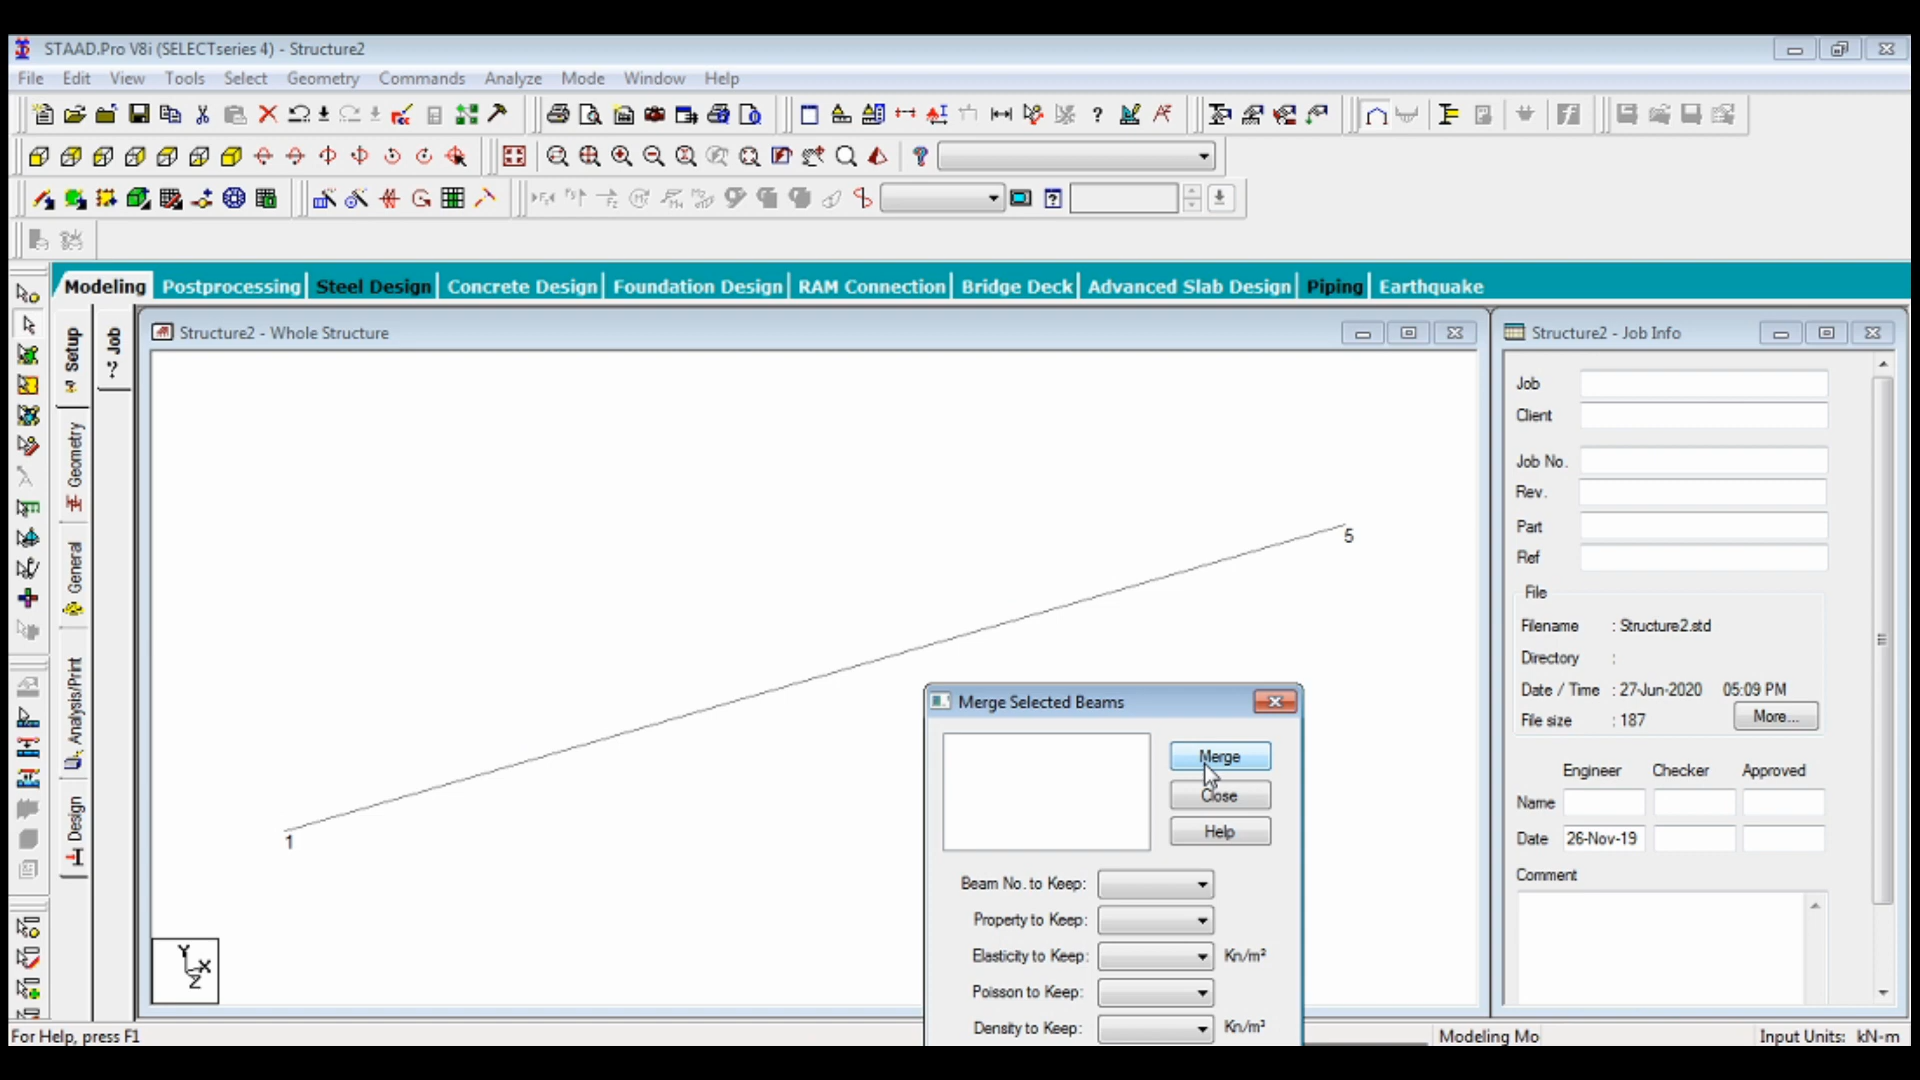 STAAD.Pro V8i (SELECTseries 4) - Structure2
File Edit View Tools Select Geometry Commands Analyze Mode Window Help
Modeling Postprocessing Steel Design Concrete Design Foundation Design RAM Connection Bridge Deck Advanced Slab Design Piping Earthquake
Setup
Geometry
General
Analysis/Print
Design
Job
Structure2 - Whole Structure
5
1
Y
X
Z
Merge Selected Beams
Merge
Close
Help
Beam No. to Keep:
Property to Keep:
Elasticity to Keep: Kn/m²
Poisson to Keep:
Density to Keep: Kn/m³
Structure2 - Job Info
Job
Client
Job No.
Rev.
Part
Ref
File
Filename : Structure2.std
Directory :
Date / Time : 27-Jun-2020 05:09 PM
File size : 187 More...
Engineer Checker Approved
Name
Date 26-Nov-19
Comment
For Help, press F1
Modeling Mo
Input Units: kN-m